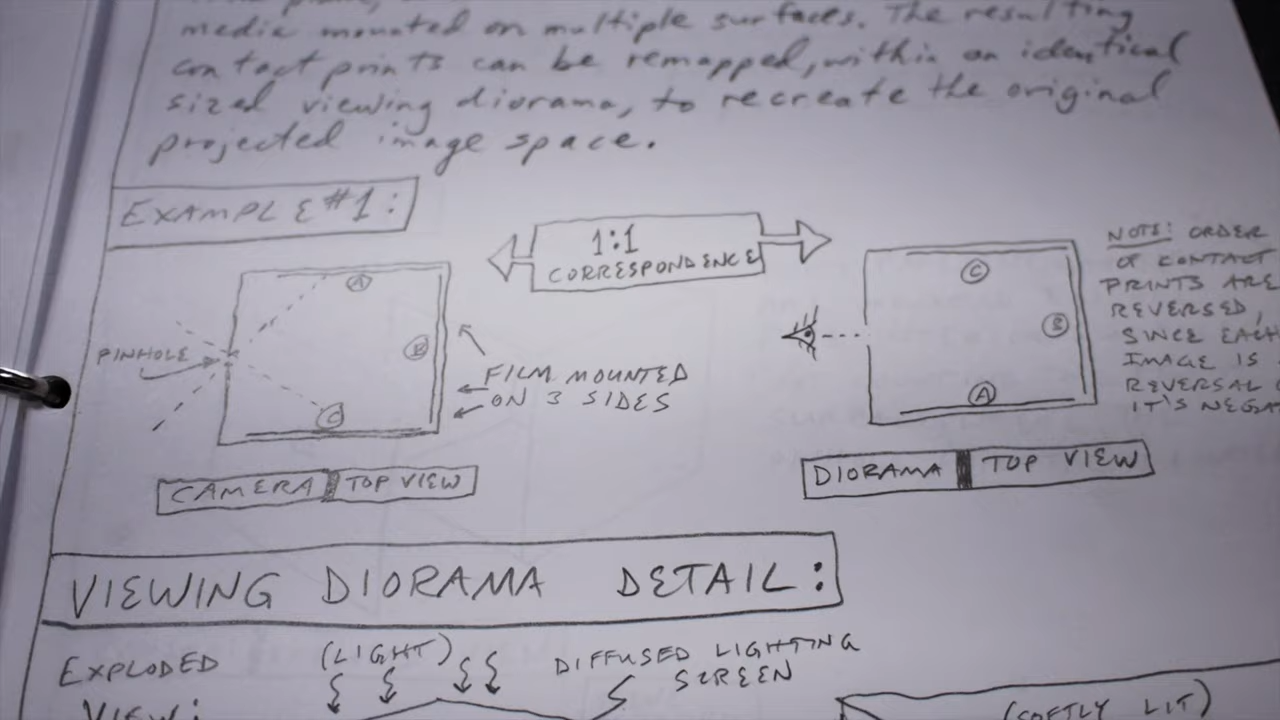 media mounted on multiple surfaces. The resulting
contact prints can be remapped, within an identical
sized viewing diorama, to recreate the original
projected image space.
EXAMPLE #1:
1:1
CORRESPONDENCE
NOTE: ORDER
OF CONTACT
PRINTS ARE
REVERSED,
SINCE EACH
IMAGE IS
REVERSAL
IT'S NEGA
A
B
C
PINHOLE
FILM MOUNTED
ON 3 SIDES
C
B
A
CAMERA TOP VIEW
DIORAMA TOP VIEW
VIEWING DIORAMA DETAIL:
EXPLODED
VIEW:
(LIGHT)
DIFFUSED LIGHTING
SCREEN
(SOFTLY LIT)